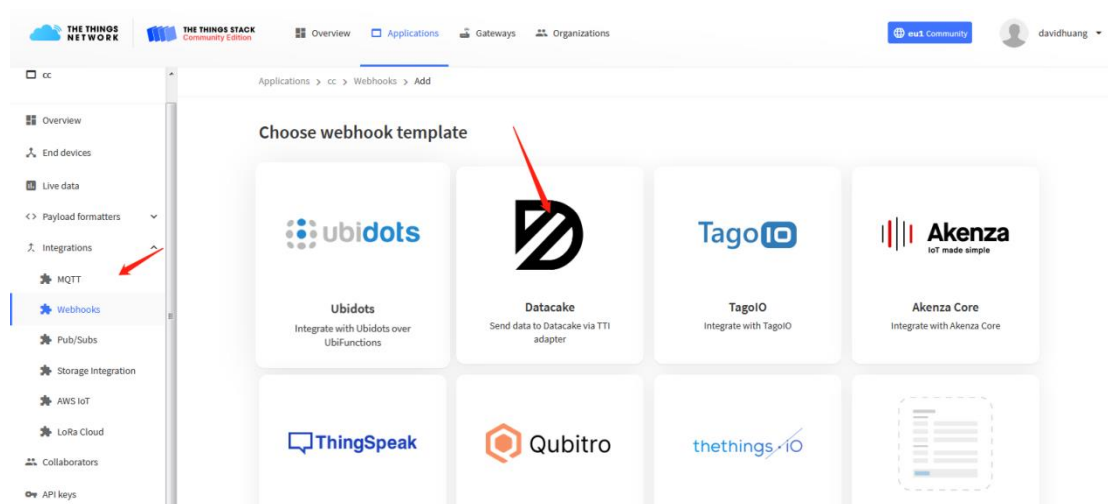 THE THINGS
NETWORK
THE THINGS STACK
Community Edition
Overview
Applications
Gateways
Organizations
eu1 Community
davidhuang
cc
Applications > cc > Webhooks > Add
Overview
End devices
Live data
Payload formatters
Integrations
MQTT
Webhooks
Pub/Subs
Storage Integration
AWS IoT
LoRa Cloud
Collaborators
API keys
Choose webhook template
ubidots
Ubidots
Integrate with Ubidots over
UbiFunctions
Datacake
Send data to Datacake via TTI
adapter
TagoIO
TagoIO
Integrate with TagoIO
Akenza
IoT made simple
Akenza Core
Integrate with Akenza Core
ThingSpeak
Qubitro
thethings.iO